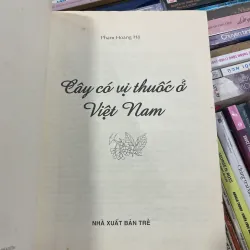 Phạm Hoàng Hộ
Cây có vị thuốc ở
Việt Nam
NHÀ XUẤT BẢN TRẺ